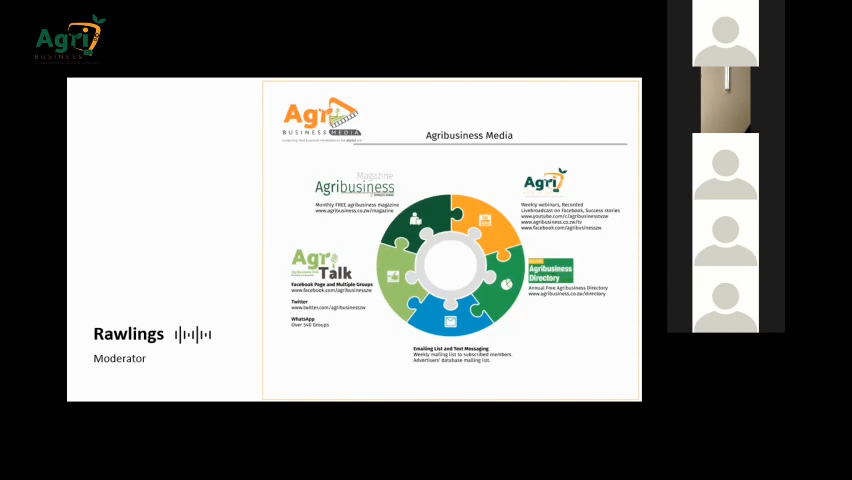 Agri
BUSINESS
Agri
BUSINESS MEDIA
Agribusiness Media
Magazine
Agribusiness
Monthly FREE agribusiness magazine
www.agribusiness.co.zw/magazine
Agri
Weekly webinars, Recorded
Livebroadcast on Facebook, Success stories
www.youtube.com/c/agribusinesszw
www.agribusiness.co.zw/tv
www.facebook.com/agribusinesszw
Agri
Talk
Facebook Page and Multiple Groups
www.facebook.com/agribusinesszw
Twitter
www.twitter.com/agribusinesszw
WhatsApp
Over 540 Groups
Agribusiness
Directory
Annual Free Agribusiness Directory
www.agribusiness.co.zw/directory
Emailing List and Text Messaging
Weekly mailing list to subscribed members.
Advertisers' database mailing list.
Rawlings
Moderator